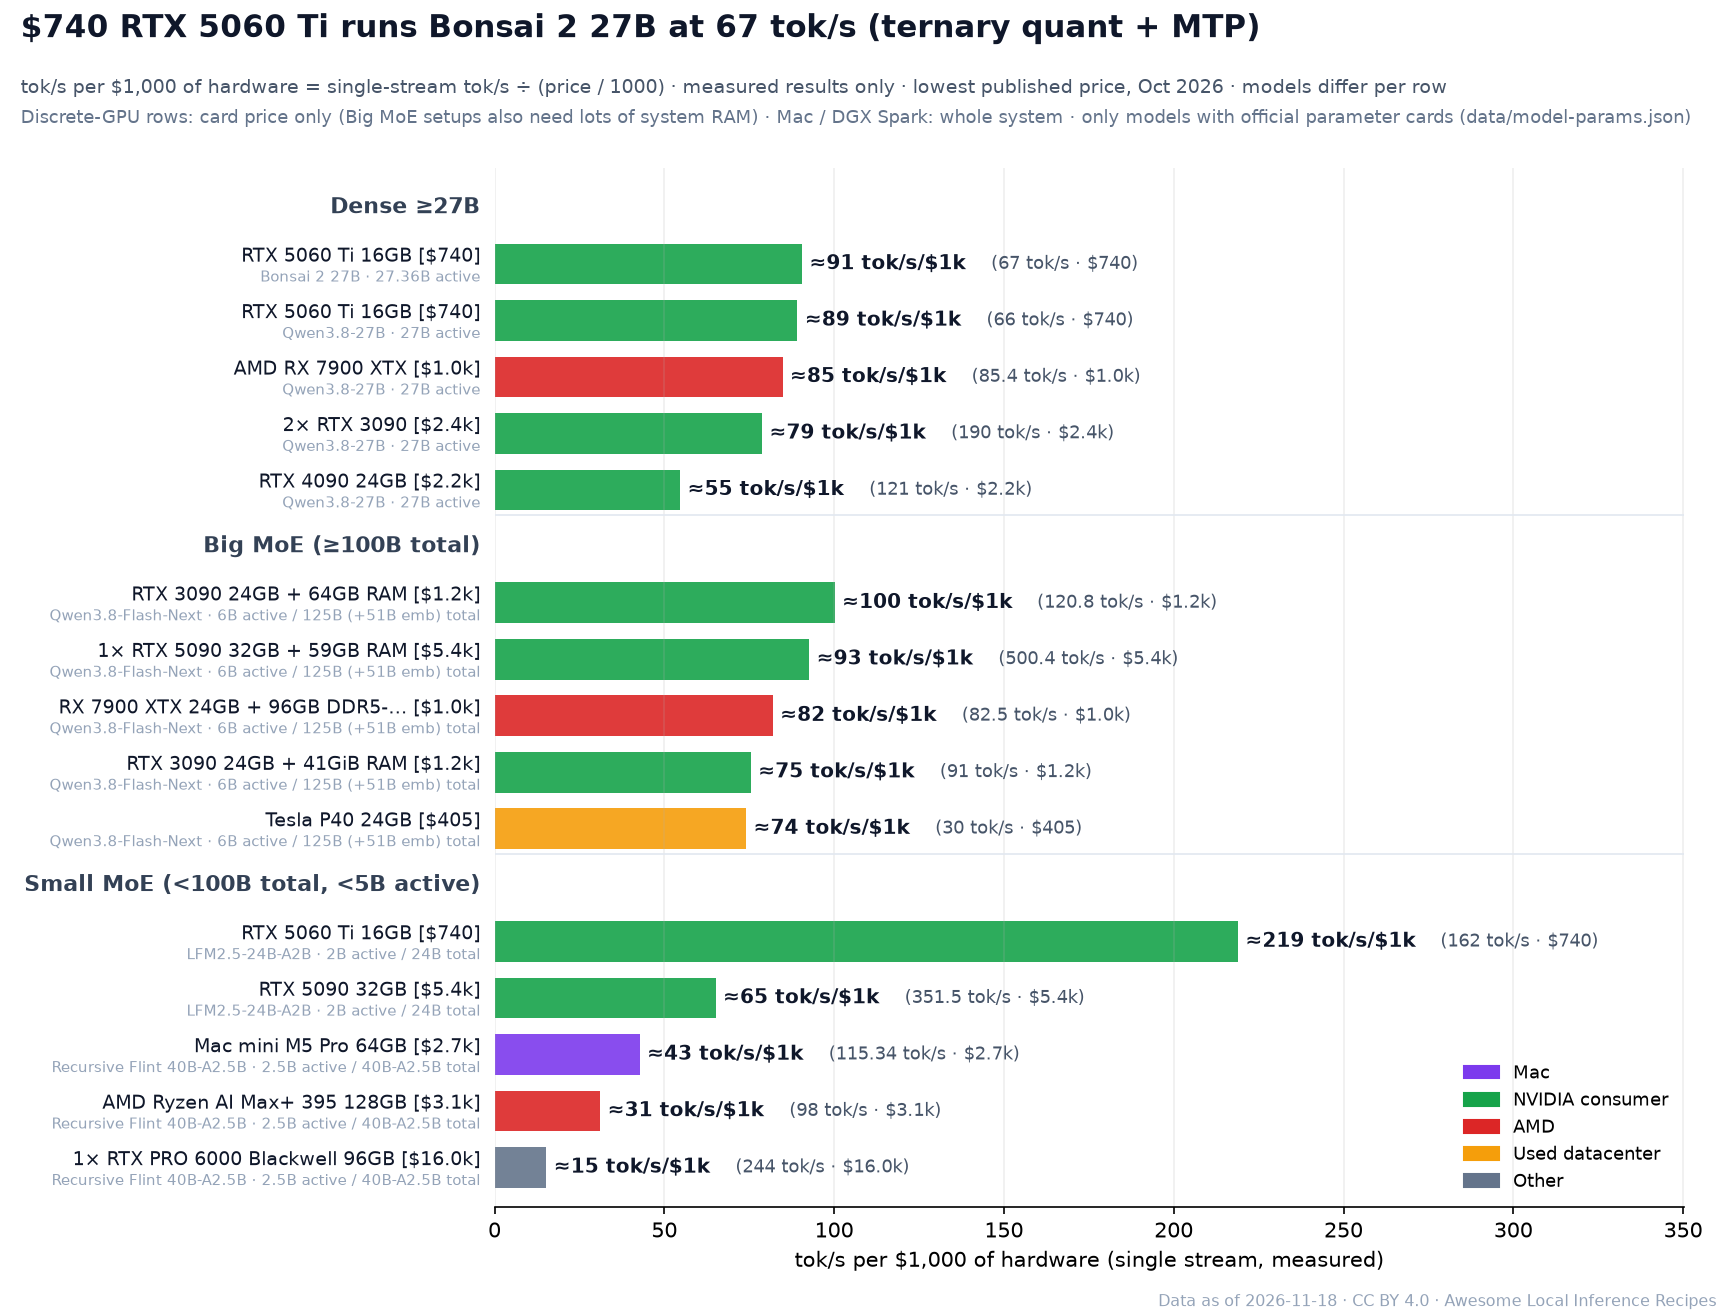 $740 RTX 5060 Ti runs Bonsai 2 27B at 67 tok/s (ternary quant + MTP)
tok/s per $1,000 of hardware = single-stream tok/s ÷ (price / 1000) · measured results only · lowest published price, Oct 2026 · models differ per row
Discrete-GPU rows: card price only (Big MoE setups also need lots of system RAM) · Mac / DGX Spark: whole system · only models with official parameter cards (data/model-params.json)
Dense ≥27B
RTX 5060 Ti 16GB [$740]
Bonsai 2 27B · 27.36B active
≈91 tok/s/$1k (67 tok/s · $740)
RTX 5060 Ti 16GB [$740]
Qwen3.8-27B · 27B active
≈89 tok/s/$1k (66 tok/s · $740)
AMD RX 7900 XTX [$1.0k]
Qwen3.8-27B · 27B active
≈85 tok/s/$1k (85.4 tok/s · $1.0k)
2× RTX 3090 [$2.4k]
Qwen3.8-27B · 27B active
≈79 tok/s/$1k (190 tok/s · $2.4k)
RTX 4090 24GB [$2.2k]
Qwen3.8-27B · 27B active
≈55 tok/s/$1k (121 tok/s · $2.2k)
Big MoE (≥100B total)
RTX 3090 24GB + 64GB RAM [$1.2k]
Qwen3.8-Flash-Next · 6B active / 125B (+51B emb) total
≈100 tok/s/$1k (120.8 tok/s · $1.2k)
1× RTX 5090 32GB + 59GB RAM [$5.4k]
Qwen3.8-Flash-Next · 6B active / 125B (+51B emb) total
≈93 tok/s/$1k (500.4 tok/s · $5.4k)
RX 7900 XTX 24GB + 96GB DDR5-... [$1.0k]
Qwen3.8-Flash-Next · 6B active / 125B (+51B emb) total
≈82 tok/s/$1k (82.5 tok/s · $1.0k)
RTX 3090 24GB + 41GiB RAM [$1.2k]
Qwen3.8-Flash-Next · 6B active / 125B (+51B emb) total
≈75 tok/s/$1k (91 tok/s · $1.2k)
Tesla P40 24GB [$405]
Qwen3.8-Flash-Next · 6B active / 125B (+51B emb) total
≈74 tok/s/$1k (30 tok/s · $405)
Small MoE (<100B total, <5B active)
RTX 5060 Ti 16GB [$740]
LFM2.5-24B-A2B · 2B active / 24B total
≈219 tok/s/$1k (162 tok/s · $740)
RTX 5090 32GB [$5.4k]
LFM2.5-24B-A2B · 2B active / 24B total
≈65 tok/s/$1k (351.5 tok/s · $5.4k)
Mac mini M5 Pro 64GB [$2.7k]
Recursive Flint 40B-A2.5B · 2.5B active / 40B-A2.5B total
≈43 tok/s/$1k (115.34 tok/s · $2.7k)
AMD Ryzen AI Max+ 395 128GB [$3.1k]
Recursive Flint 40B-A2.5B · 2.5B active / 40B-A2.5B total
≈31 tok/s/$1k (98 tok/s · $3.1k)
1× RTX PRO 6000 Blackwell 96GB [$16.0k]
Recursive Flint 40B-A2.5B · 2.5B active / 40B-A2.5B total
≈15 tok/s/$1k (244 tok/s · $16.0k)
Mac
NVIDIA consumer
AMD
Used datacenter
Other
0 50 100 150 200 250 300 350
tok/s per $1,000 of hardware (single stream, measured)
Data as of 2026-11-18 · CC BY 4.0 · Awesome Local Inference Recipes